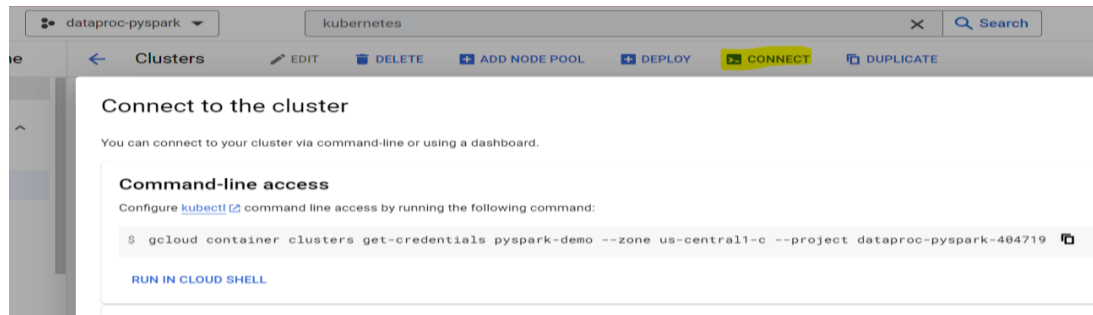 dataproc-pyspark
kubernetes
Search
ne
Clusters
EDIT
DELETE
ADD NODE POOL
DEPLOY
CONNECT
DUPLICATE
Connect to the cluster
You can connect to your cluster via command-line or using a dashboard.
Command-line access
Configure kubectl command line access by running the following command:
$ gcloud container clusters get-credentials pyspark-demo --zone us-central1-c --project dataproc-pyspark-404719
RUN IN CLOUD SHELL